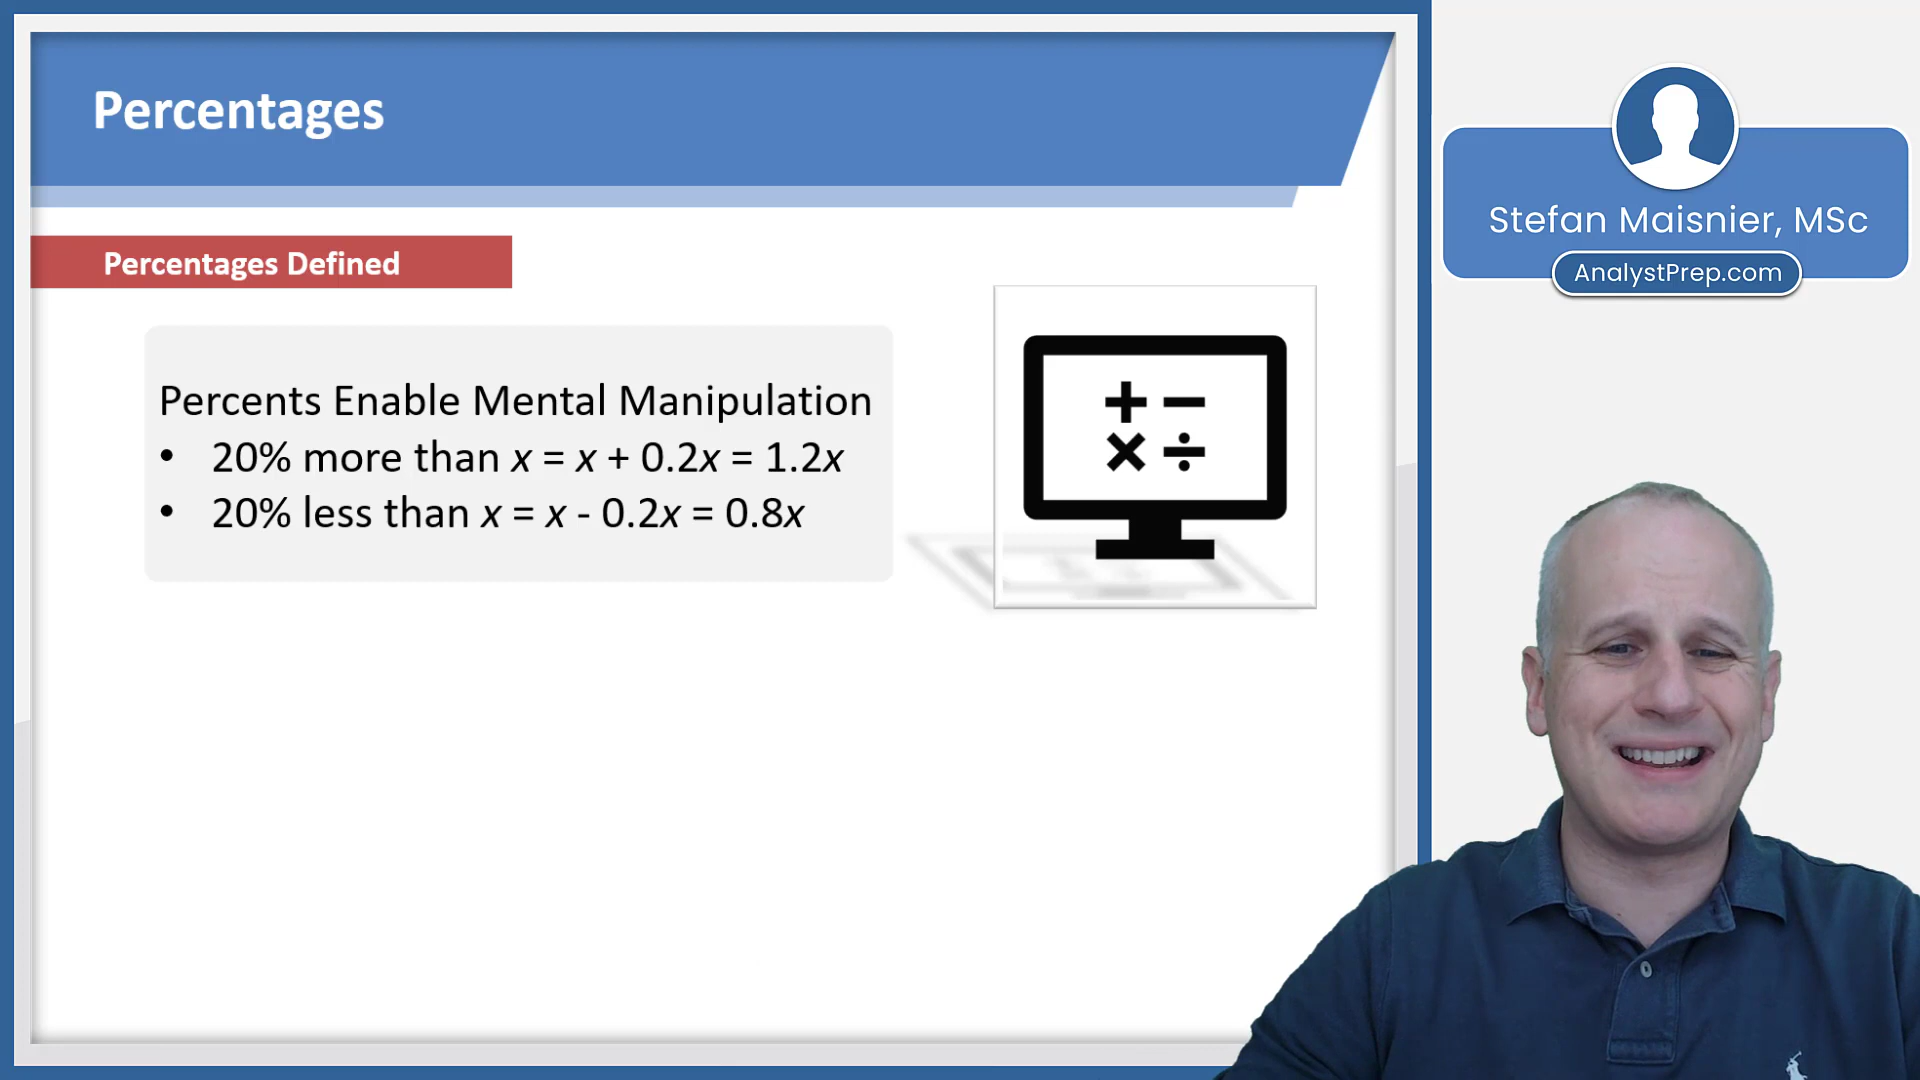 Percentages
Percentages Defined
Percents Enable Mental Manipulation
• 20% more than x = x + 0.2x = 1.2x
• 20% less than x = x - 0.2x = 0.8x
+ −
× ÷
Stefan Maisnier, MSc
AnalystPrep.com